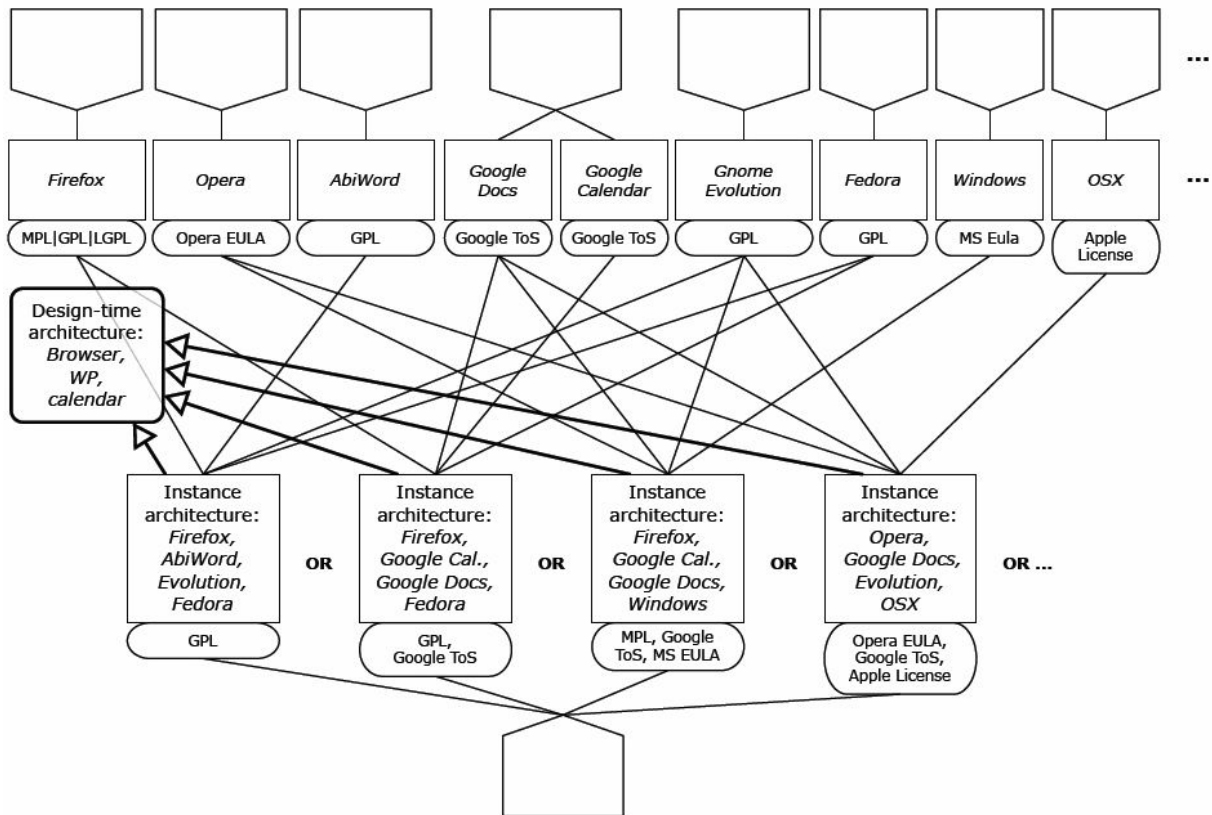 ...
Firefox
Opera
AbiWord
Google
Docs
Google
Calendar
Gnome
Evolution
Fedora
Windows
OSX
...
MPL|GPL|LGPL
Opera EULA
GPL
Google ToS
Google ToS
GPL
GPL
MS Eula
Apple
License
Design-time
architecture:
Browser,
WP,
calendar
Instance
architecture:
Firefox,
AbiWord,
Evolution,
Fedora
GPL
OR
Instance
architecture:
Firefox,
Google Cal.,
Google Docs,
Fedora
GPL,
Google ToS
OR
Instance
architecture:
Firefox,
Google Cal.,
Google Docs,
Windows
MPL, Google
ToS, MS EULA
OR
Instance
architecture:
Opera,
Google Docs,
Evolution,
OSX
Opera EULA,
Google ToS,
Apple License
OR ...